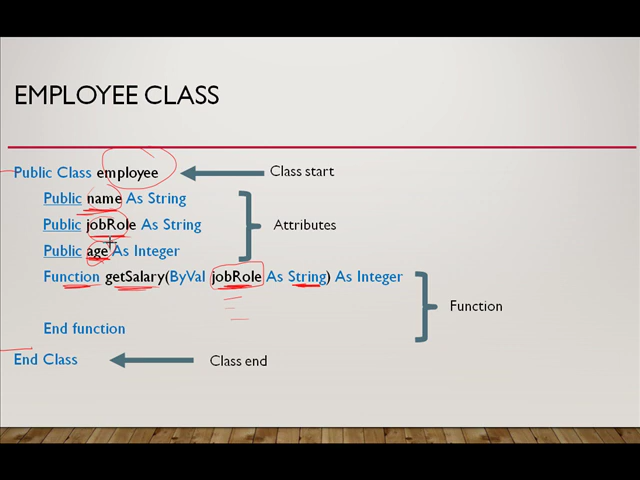 EMPLOYEE CLASS
Public Class employee
Class start
Public name As String
Public jobRole As String
Attributes
Public age As Integer
Function getSalary(ByVal jobRole As String) As Integer
Function
End function
End Class
Class end